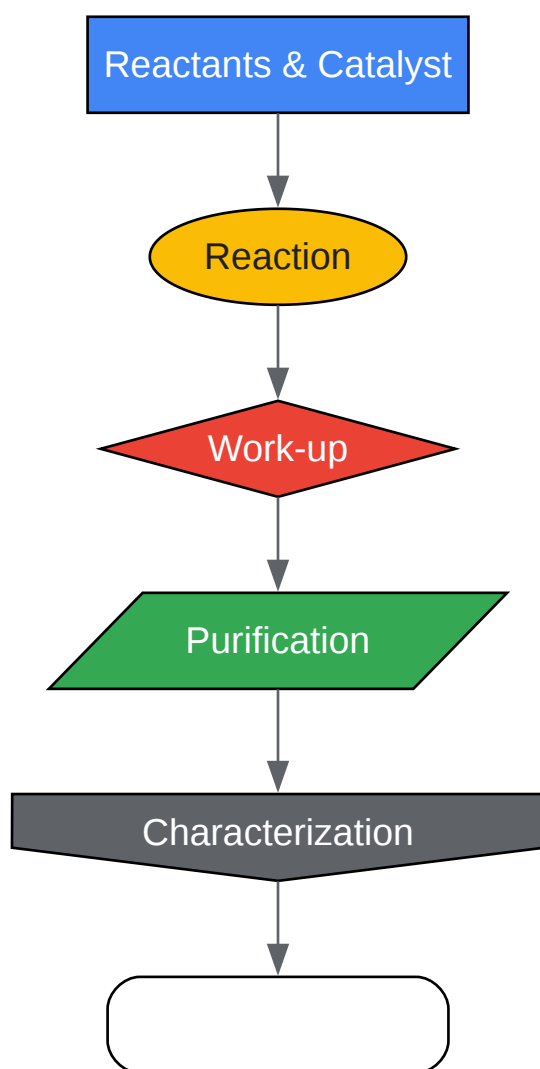 Reactants & Catalyst
Reaction
Work-up
Purification
Characterization